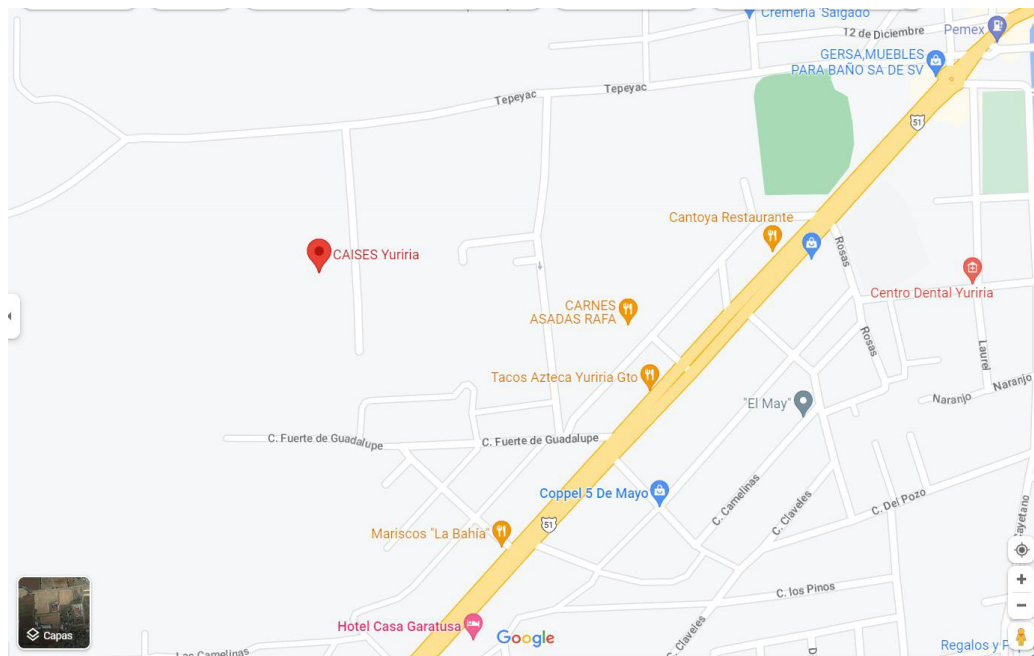 Cremería 'Salgado
12 de Diciembre
Pemex
GERSA,MUEBLES
PARA BAÑO SA DE SV
Tepeyac
Tepeyac
51
Cantoya Restaurante
Rosas
CAISES Yuriria
Centro Dental Yuriria
CARNES
ASADAS RAFA
Rosas
Laurel
Tacos Azteca Yuriria Gto
Naranjo
Naranjo
"El May"
C. Fuerte de Guadalupe
C. Fuerte de Guadalupe
Coppel 5 De Mayo
C. Camelinas
C. Claveles
C. Del Pozo
51
Mariscos "La Bahía"
C. los Pinos
Capas
Hotel Casa Garatusa
Google
C. Claveles
Las Camelinas
Regalos y